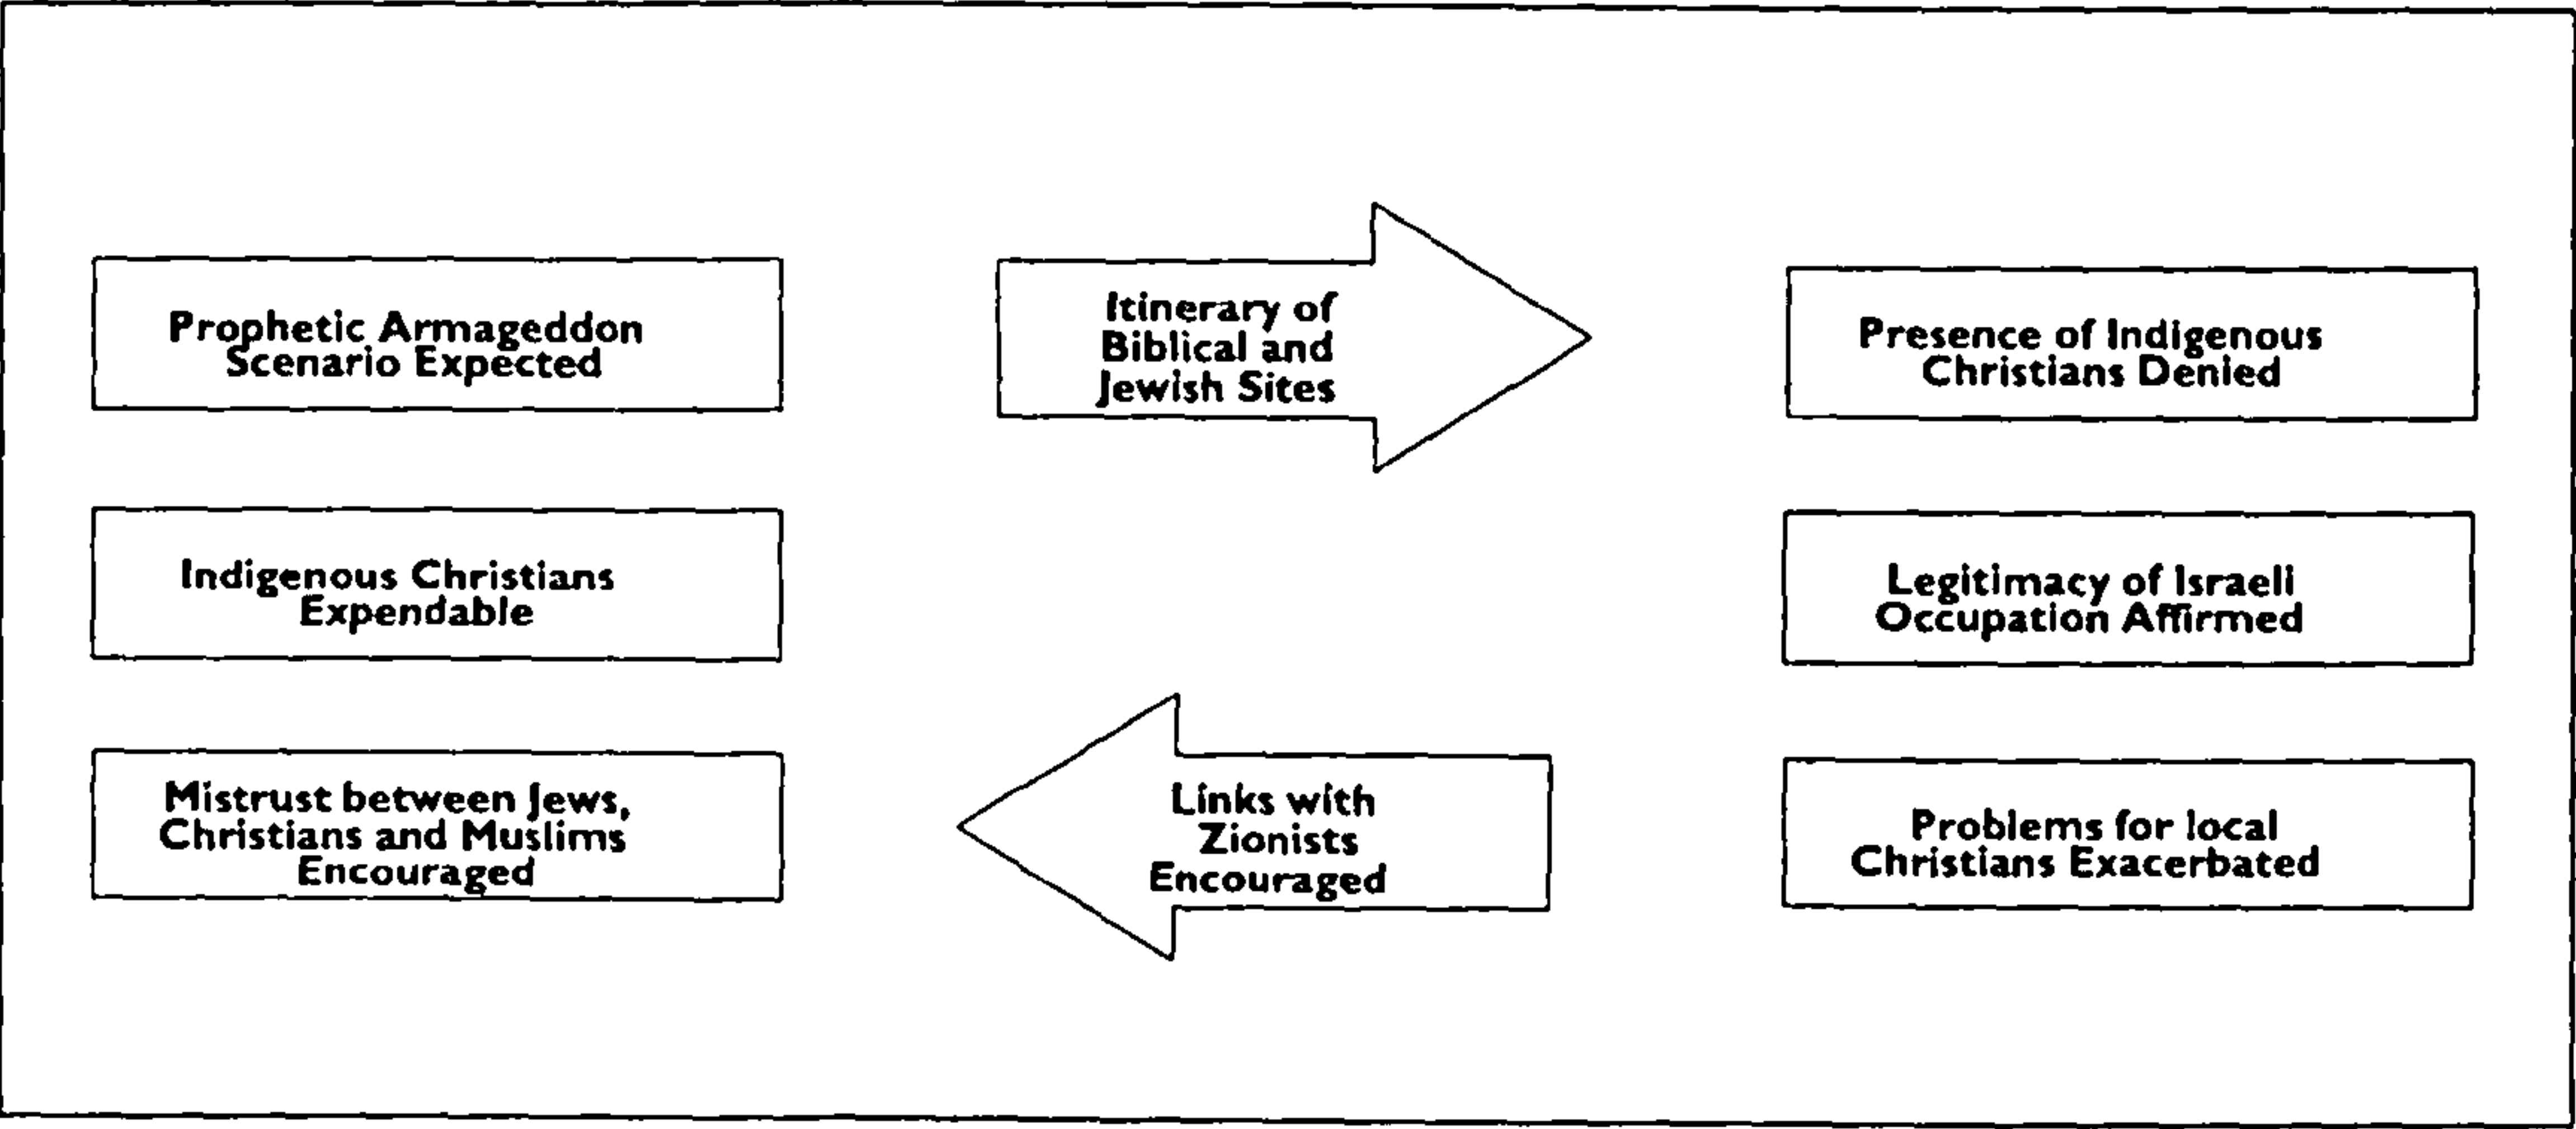 Prophetic Armageddon
Scenario Expected
Itinerary of
Biblical and
Jewish Sites
Presence of Indigenous
Christians Denied
Indigenous Christians
Expendable
Legitimacy of Israeli
Occupation Affirmed
Mistrust between Jews,
Christians and Muslims
Encouraged
Links with
Zionists
Encouraged
Problems for local
Christians Exacerbated